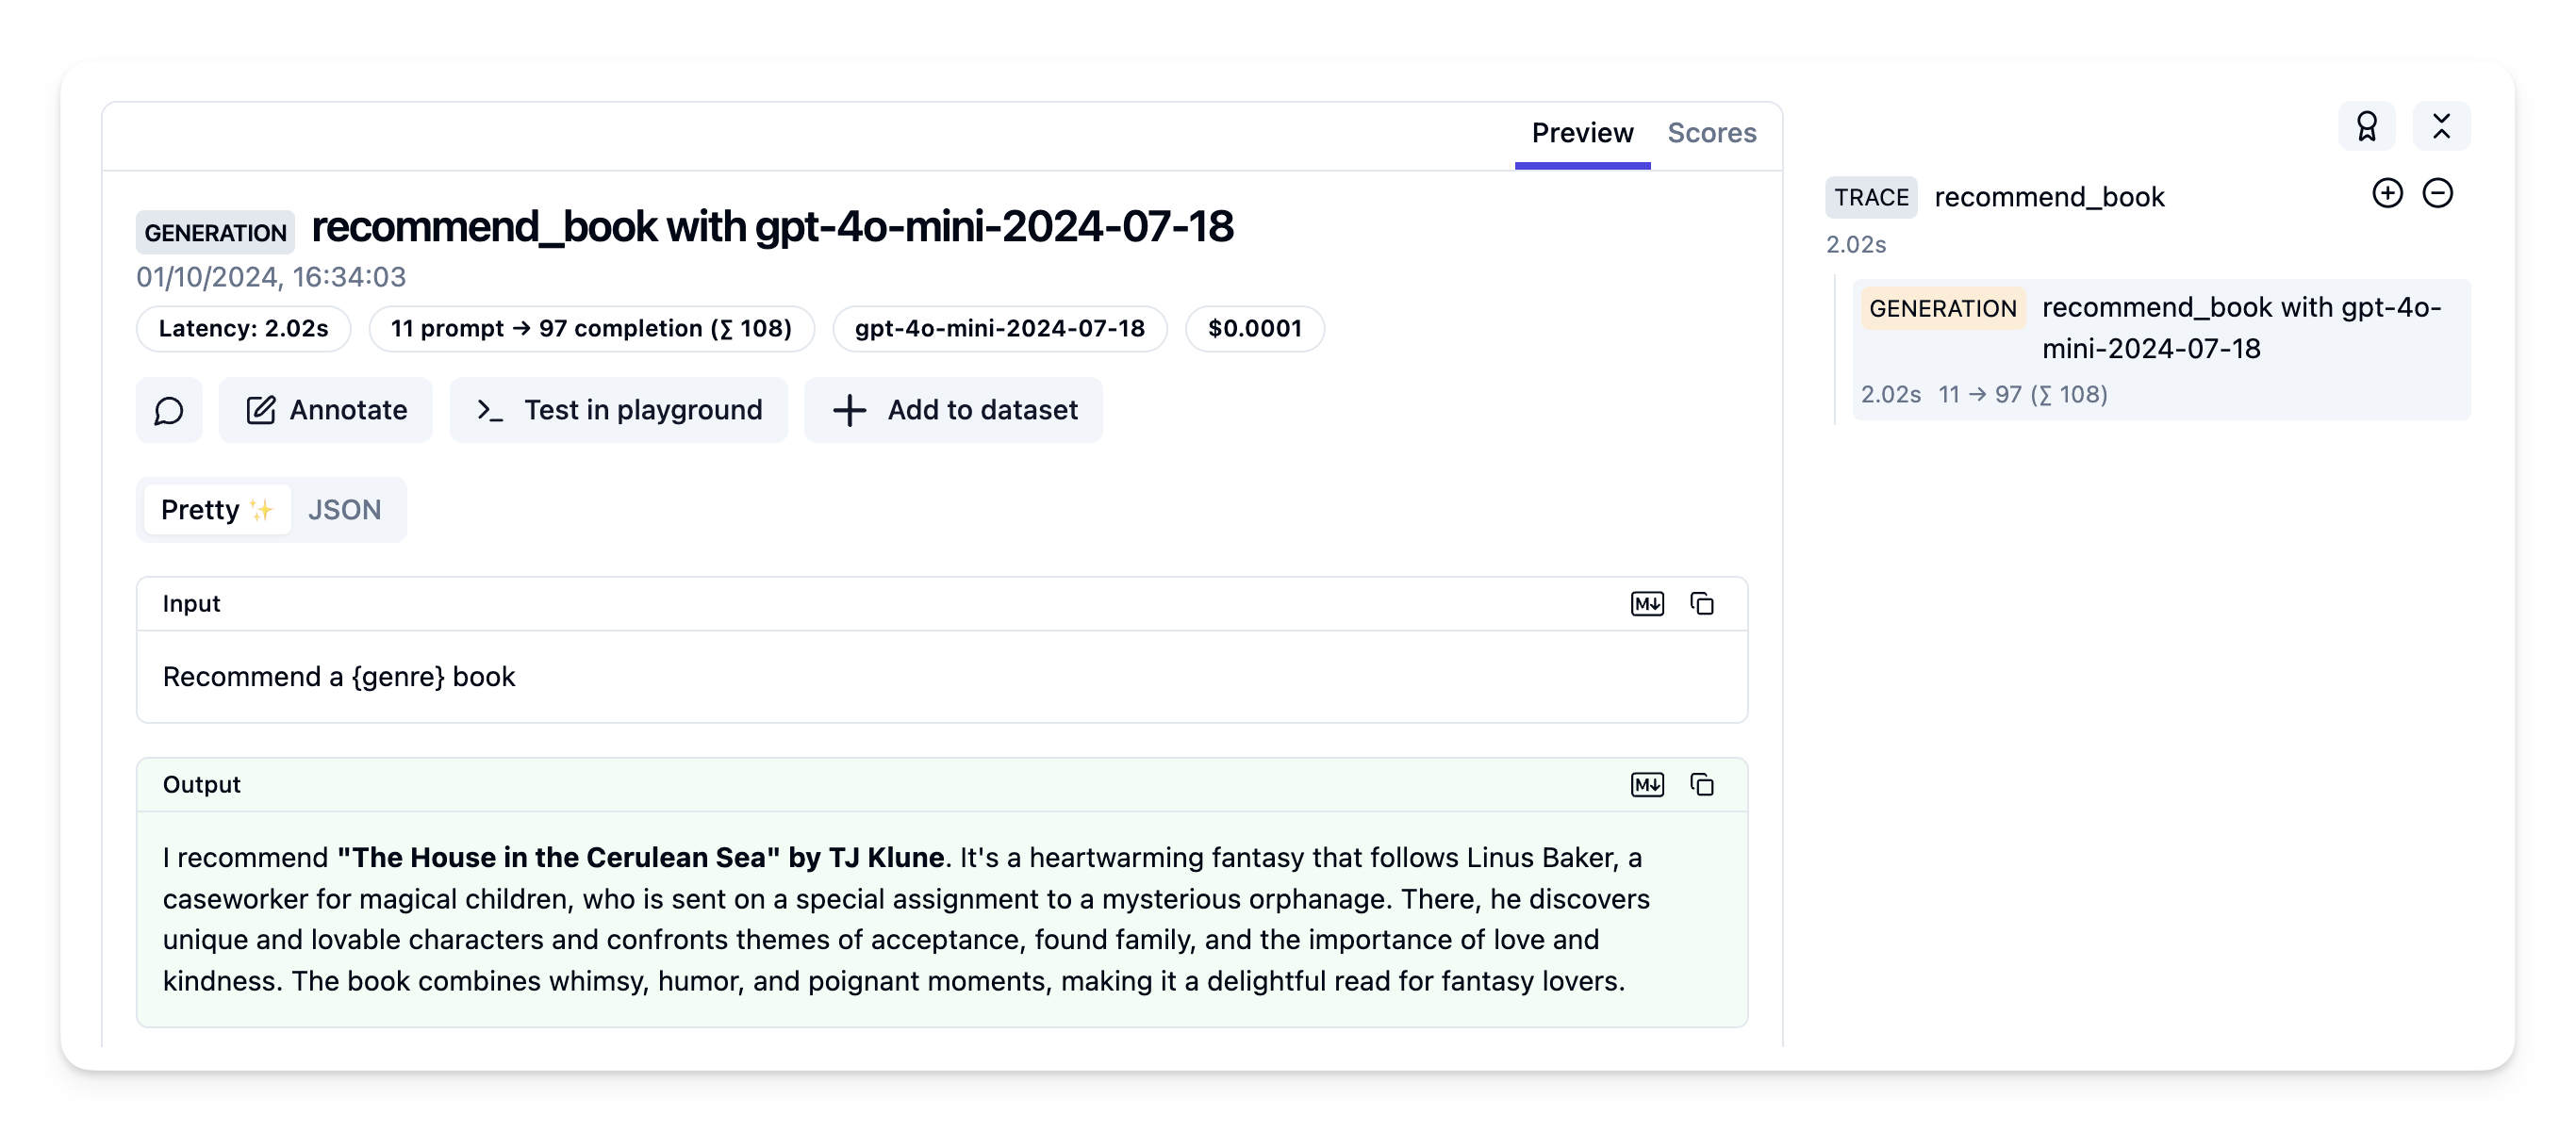 Preview Scores
GENERATION recommend_book with gpt-4o-mini-2024-07-18
01/10/2024, 16:34:03
Latency: 2.02s 11 prompt → 97 completion (∑ 108) gpt-4o-mini-2024-07-18 $0.0001
Annotate >_ Test in playground + Add to dataset
Pretty ✨ JSON
Input M↓
Recommend a {genre} book
Output M↓
I recommend "The House in the Cerulean Sea" by TJ Klune. It's a heartwarming fantasy that follows Linus Baker, a
caseworker for magical children, who is sent on a special assignment to a mysterious orphanage. There, he discovers
unique and lovable characters and confronts themes of acceptance, found family, and the importance of love and
kindness. The book combines whimsy, humor, and poignant moments, making it a delightful read for fantasy lovers.
TRACE recommend_book
2.02s
GENERATION recommend_book with gpt-4o-
mini-2024-07-18
2.02s 11 → 97 (∑ 108)